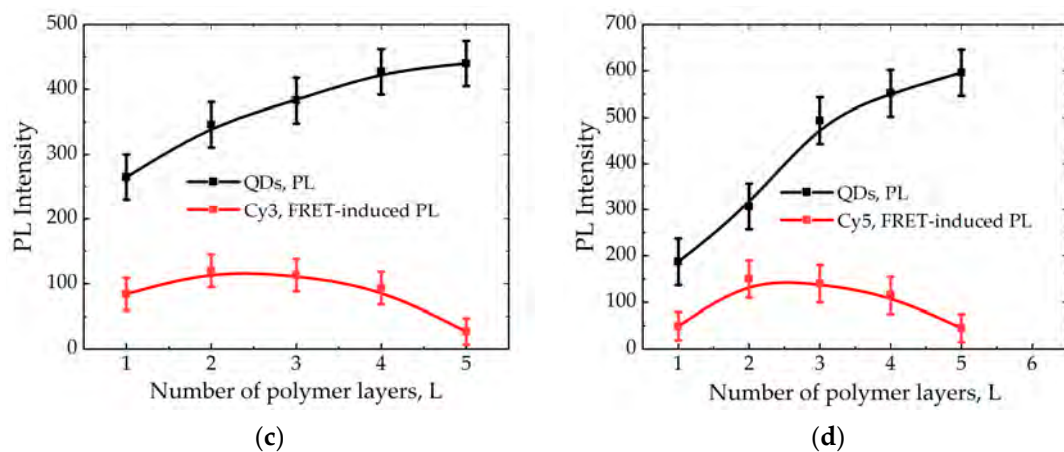 500
400
300
200
100
0
PL Intensity
QDs, PL
Cy3, FRET-induced PL
1 2 3 4 5
Number of polymer layers, L
(c)
700
600
500
400
300
200
100
0
PL Intensity
QDs, PL
Cy5, FRET-induced PL
1 2 3 4 5 6
Number of polymer layers, L
(d)